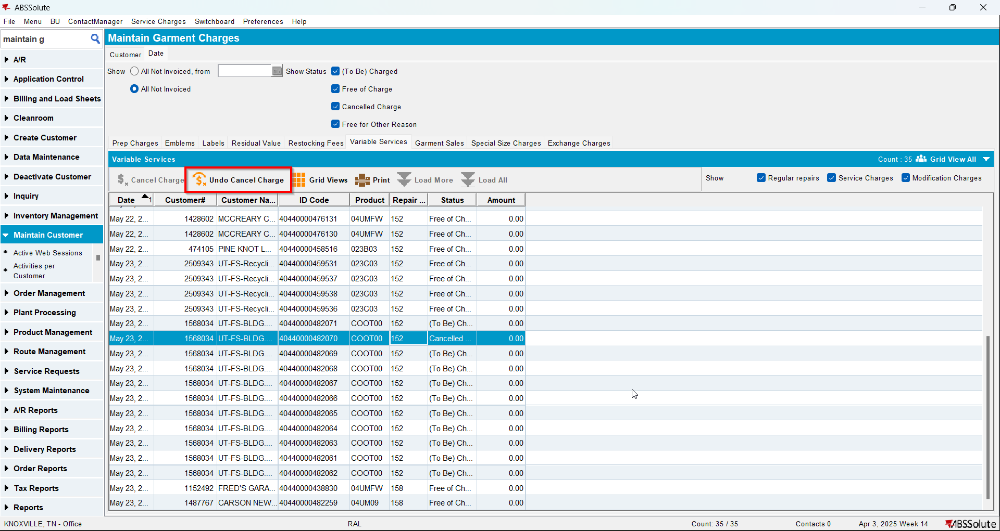 ABSSolute
File Menu BU ContactManager Service Charges Switchboard Preferences Help
maintain g
Maintain Garment Charges
Customer Date
Show All Not Invoiced, from 15 Show Status (To Be) Charged
All Not Invoiced Free of Charge
Cancelled Charge
Free for Other Reason
Prep Charges Emblems Labels Residual Value Restocking Fees Variable Services Garment Sales Special Size Charges Exchange Charges
Variable Services Count : 35 Grid View All
Cancel Charge Undo Cancel Charge Grid Views Print Load More Load All Show Regular repairs Service Charges Modification Charges
Date 1 Customer# Customer Na... ID Code Product Repair ... Status Amount
May 22, 2... 1428602 MCCREARY C... 40440000476131 04UMFW 152 Free of Ch... 0.00
May 22, 2... 1428602 MCCREARY C... 40440000476130 04UMFW 152 Free of Ch... 0.00
May 22, 2... 474105 PINE KNOT L... 40440000458516 023B03 152 Free of Ch... 0.00
May 23, 2... 2509343 UT-FS-Recycli... 40440000459531 023C03 152 Free of Ch... 0.00
May 23, 2... 2509343 UT-FS-Recycli... 40440000459537 023C03 152 Free of Ch... 0.00
May 23, 2... 2509343 UT-FS-Recycli... 40440000459538 023C03 152 Free of Ch... 0.00
May 23, 2... 2509343 UT-FS-Recycli... 40440000459536 023C03 152 Free of Ch... 0.00
May 23, 2... 1568034 UT-FS-BLDG.... 40440000482071 COOT00 152 (To Be) Ch... 0.00
May 23, 2... 1568034 UT-FS-BLDG.... 40440000482070 COOT00 152 Cancelled ... 0.00
May 23, 2... 1568034 UT-FS-BLDG.... 40440000482069 COOT00 152 (To Be) Ch... 0.00
May 23, 2... 1568034 UT-FS-BLDG.... 40440000482068 COOT00 152 (To Be) Ch... 0.00
May 23, 2... 1568034 UT-FS-BLDG.... 40440000482067 COOT00 152 (To Be) Ch... 0.00
May 23, 2... 1568034 UT-FS-BLDG.... 40440000482066 COOT00 152 (To Be) Ch... 0.00
May 23, 2... 1568034 UT-FS-BLDG.... 40440000482065 COOT00 152 (To Be) Ch... 0.00
May 23, 2... 1568034 UT-FS-BLDG.... 40440000482064 COOT00 152 (To Be) Ch... 0.00
May 23, 2... 1568034 UT-FS-BLDG.... 40440000482063 COOT00 152 (To Be) Ch... 0.00
May 23, 2... 1568034 UT-FS-BLDG.... 40440000482061 COOT00 152 (To Be) Ch... 0.00
May 23, 2... 1568034 UT-FS-BLDG.... 40440000482062 COOT00 152 (To Be) Ch... 0.00
May 23, 2... 1152492 FRED'S GARA... 40440000438830 04UMFW 158 Free of Ch... 0.00
May 23, 2... 1487767 CARSON NEW... 40440000482259 04UM09 158 Free of Ch... 0.00
A/R
Application Control
Billing and Load Sheets
Cleanroom
Create Customer
Data Maintenance
Deactivate Customer
Inquiry
Inventory Management
Maintain Customer
Active Web Sessions
Activities per
Customer
Order Management
Plant Processing
Product Management
Route Management
Service Requests
System Maintenance
A/R Reports
Billing Reports
Delivery Reports
Order Reports
Tax Reports
Reports
KNOXVILLE, TN - Office RAL Count: 35 / 35 Contacts 0 Apr 3, 2025 Week 14 ABSSolute